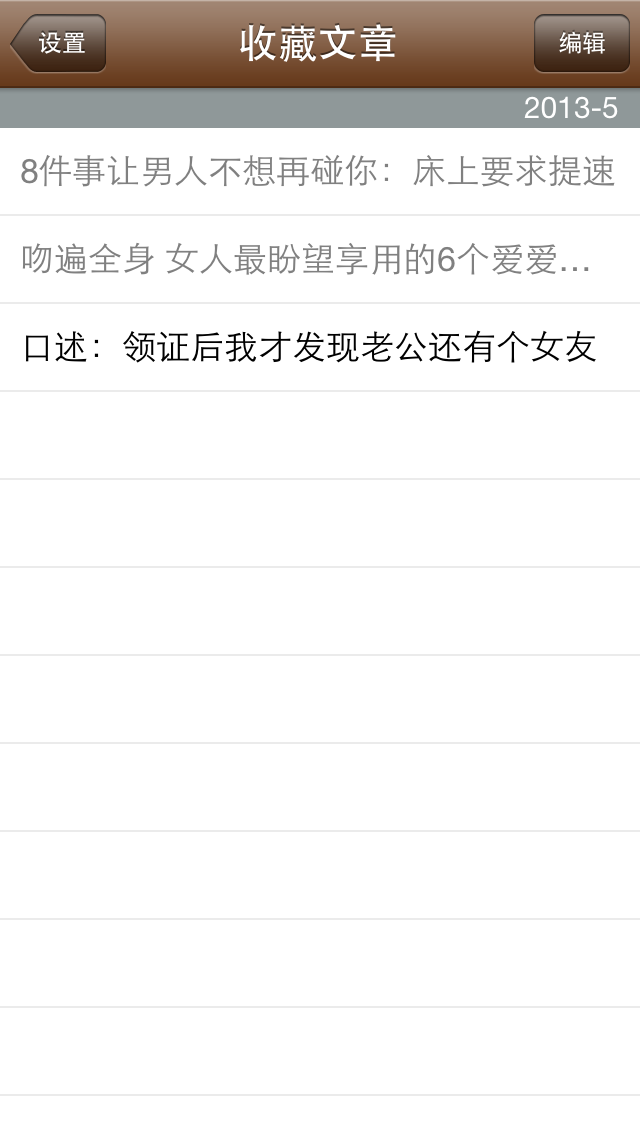 设置
收藏文章
编辑
2013-5
8件事让男人不想再碰你：床上要求提速
吻遍全身 女人最盼望享用的6个爱爱...
口述：领证后我才发现老公还有个女友